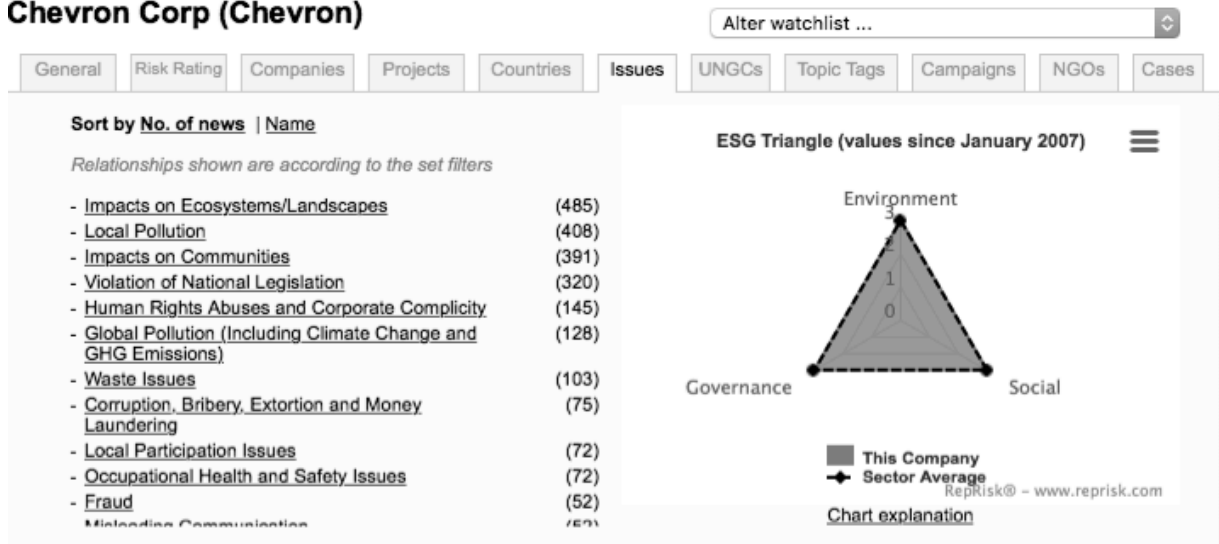 Chevron Corp (Chevron)
Alter watchlist ...
General Risk Rating Companies Projects Countries Issues UNGCs Topic Tags Campaigns NGOs Cases
Sort by No. of news | Name
Relationships shown are according to the set filters
- Impacts on Ecosystems/Landscapes (485)
- Local Pollution (408)
- Impacts on Communities (391)
- Violation of National Legislation (320)
- Human Rights Abuses and Corporate Complicity (145)
- Global Pollution (Including Climate Change and (128)
GHG Emissions)
- Waste Issues (103)
- Corruption, Bribery, Extortion and Money (75)
Laundering
- Local Participation Issues (72)
- Occupational Health and Safety Issues (72)
- Fraud (52)
- Misleading Communication (52)
ESG Triangle (values since January 2007)
Environment
3
2
1
0
Governance
Social
This Company
Sector Average
RepRisk® – www.reprisk.com
Chart explanation